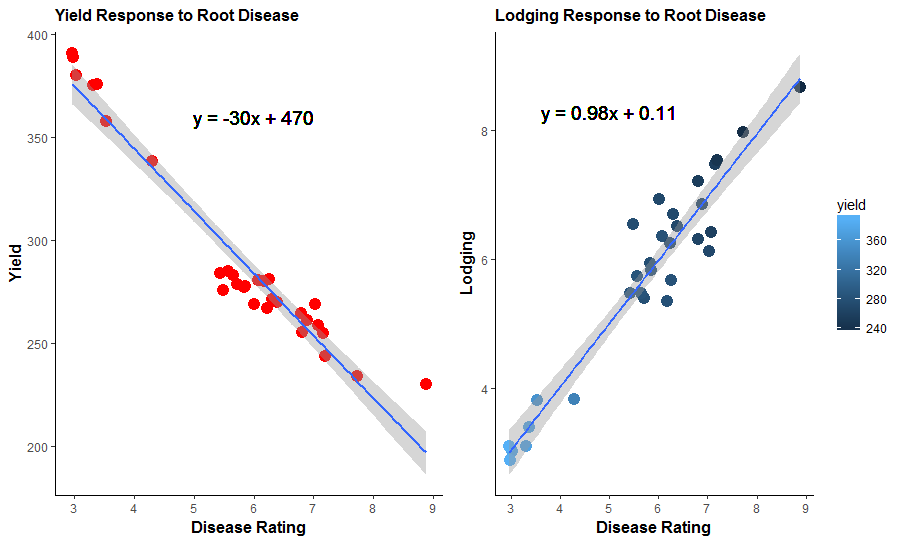 Yield Response to Root Disease
400
350
300
250
200
Yield
y = -30x + 470
3 4 5 6 7 8 9
Disease Rating
Lodging Response to Root Disease
8
6
4
Lodging
y = 0.98x + 0.11
3 4 5 6 7 8 9
Disease Rating
yield
360
320
280
240